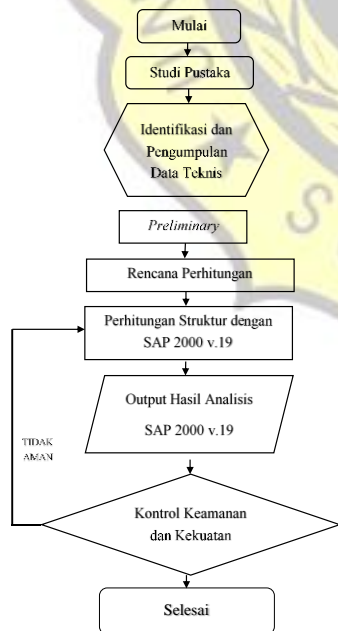 Mulai
Studi Pustaka
Identifikasi dan
Pengumpulan
Data Teknis
Preliminary
Rencana Perhitungan
Perhitungan Struktur dengan
SAP 2000 v.19
Output Hasil Analisis
SAP 2000 v.19
TIDAK
AMAN
Kontrol Keamanan
dan Kekuatan
Selesai